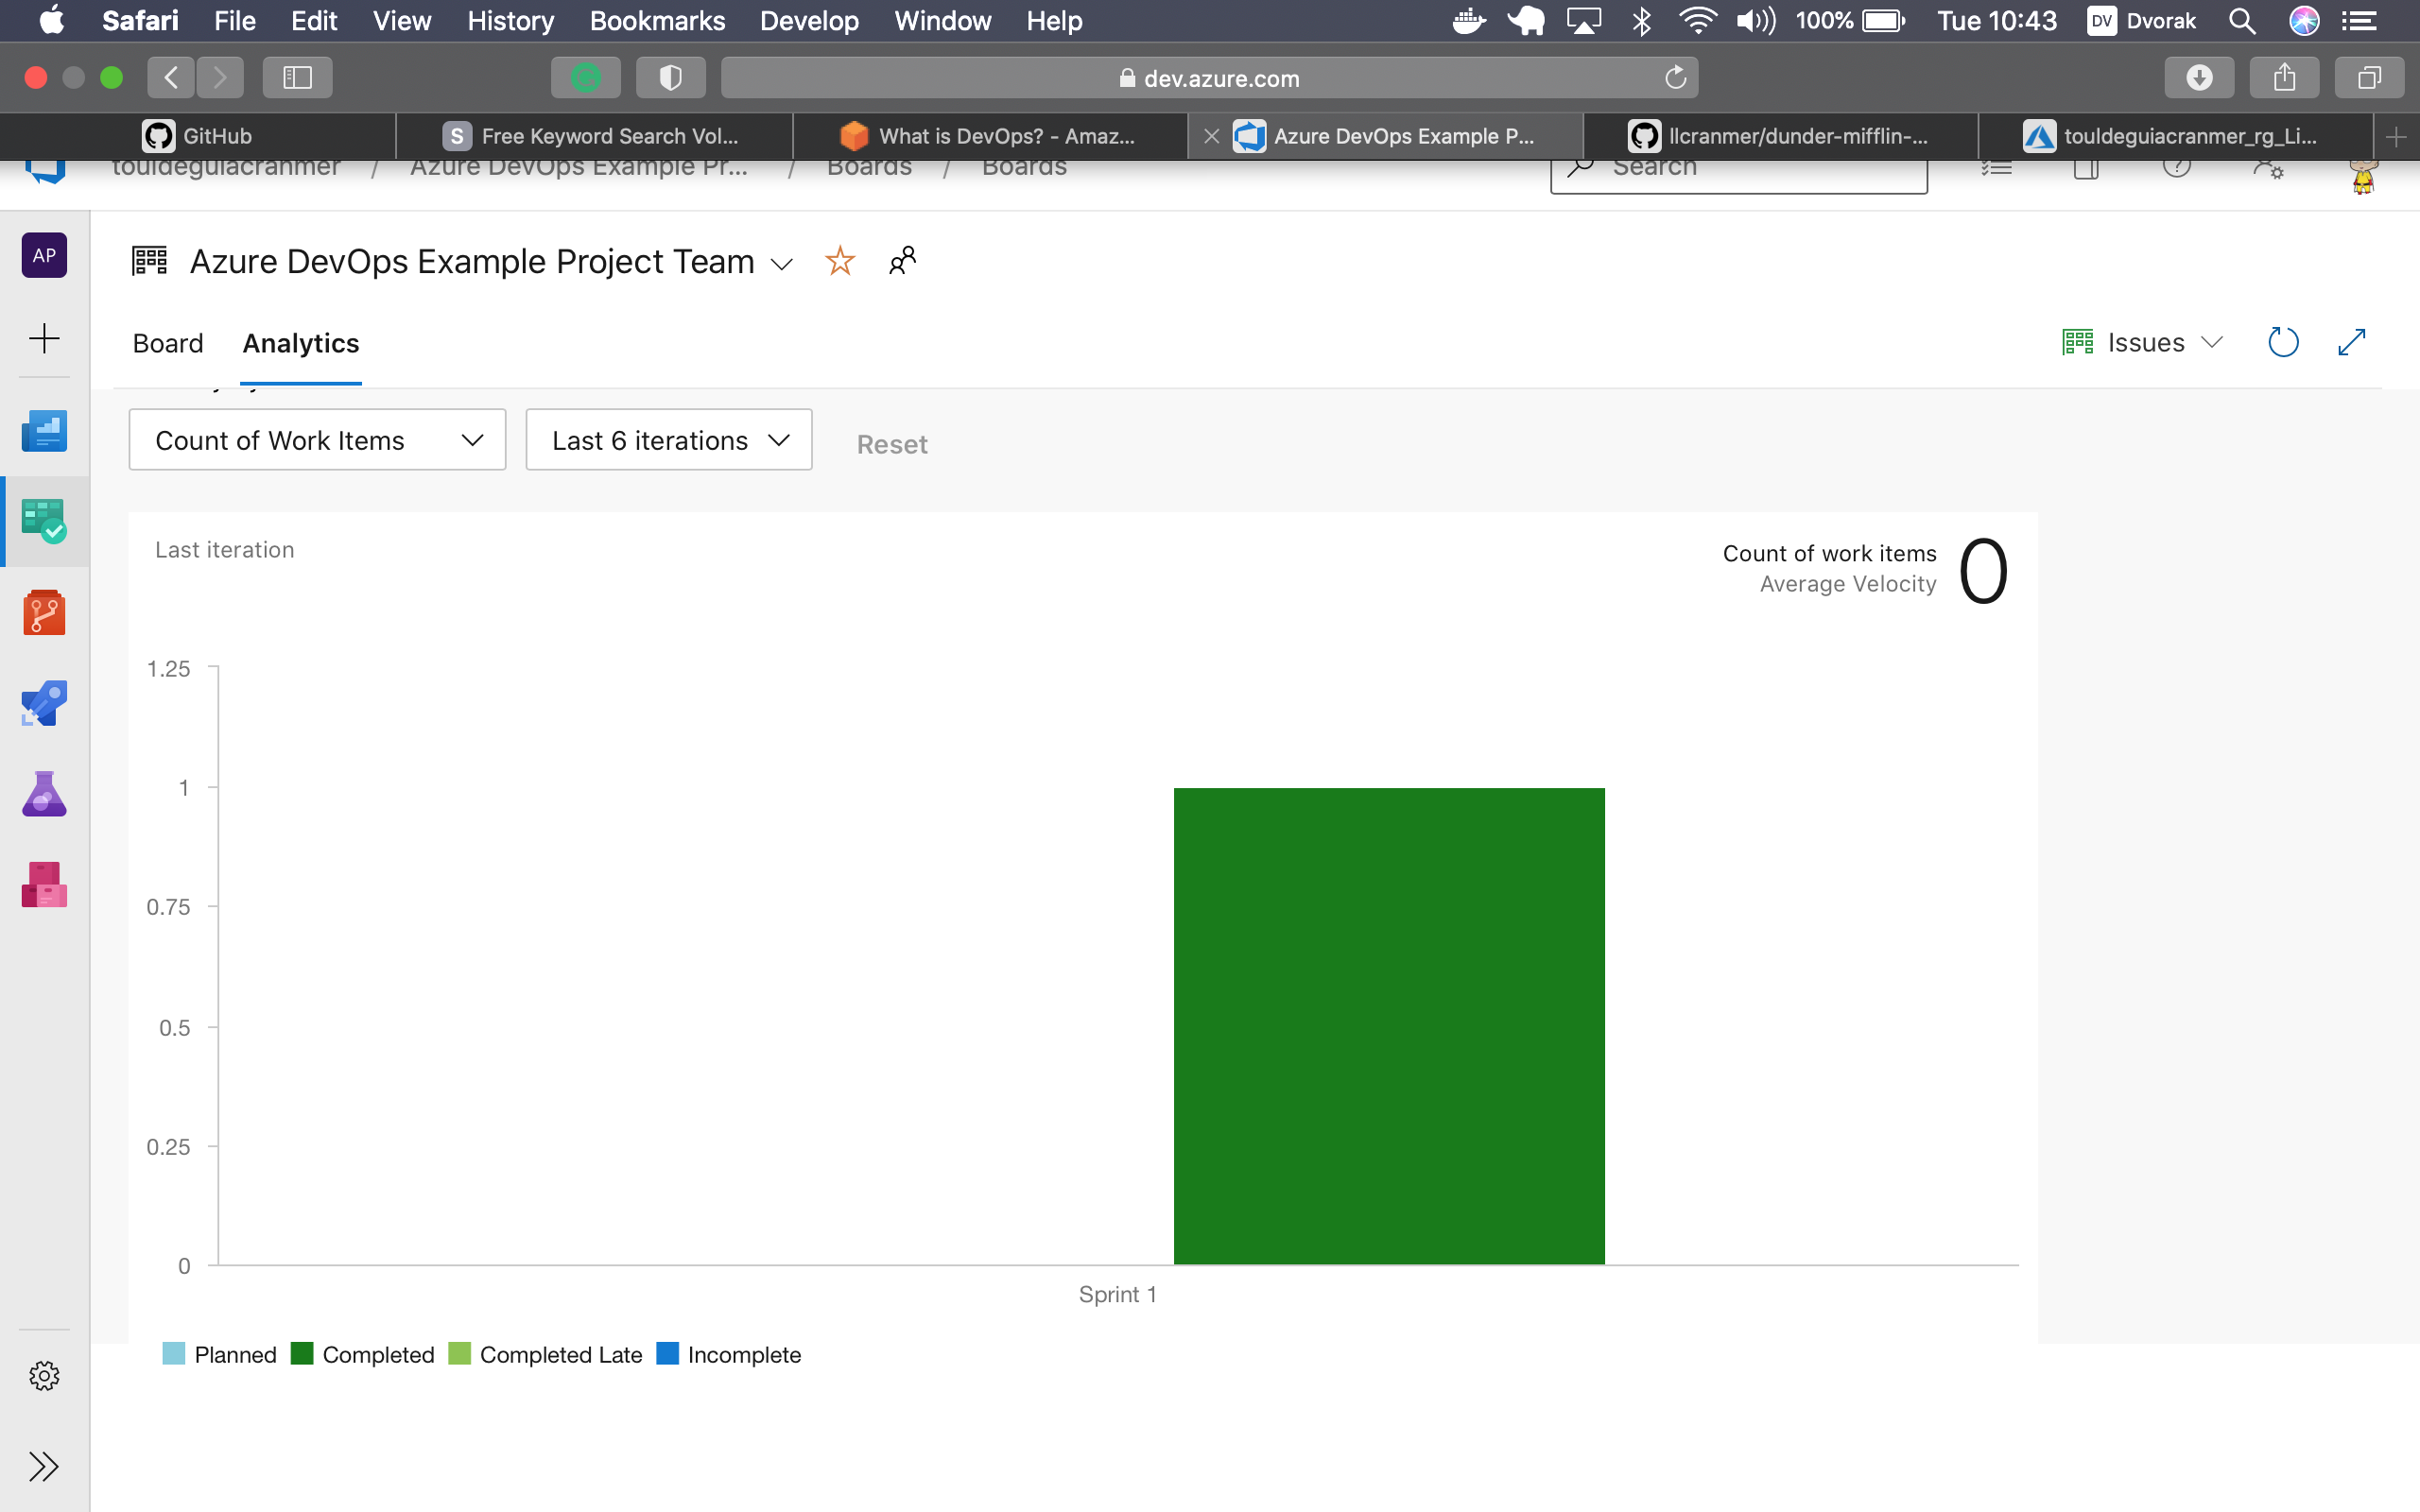 Safari File Edit View History Bookmarks Develop Window Help 100% Tue 10:43 DV Dvorak
dev.azure.com
GitHub
S Free Keyword Search Vol...
What is DevOps? - Amaz...
Azure DevOps Example P...
llcranmer/dunder-mifflin-...
touldeguiacranmer_rg_Li...
touldeguiacranmer / Azure DevOps Example Pr... / Boards / Boards
Search
AP
Azure DevOps Example Project Team
Board Analytics
Issues
Count of Work Items
Last 6 iterations
Reset
Last iteration
Count of work items
Average Velocity
0
1.25
1
0.75
0.5
0.25
0
Sprint 1
Planned Completed Completed Late Incomplete